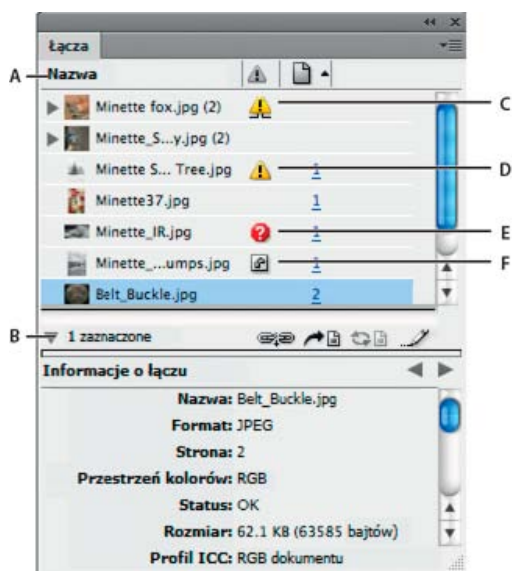 Łącza
A Nazwa
Minette fox.jpg (2) C
Minette_S...y.jpg (2)
Minette S... Tree.jpg 1 D
Minette37.jpg 1
Minette_IR.jpg ? 1 E
Minette_...umps.jpg 1 F
Belt_Buckle.jpg 2
B 1 zaznaczone
Informacje o łączu
Nazwa: Belt_Buckle.jpg
Format: JPEG
Strona: 2
Przestrzeń kolorów: RGB
Status: OK
Rozmiar: 62.1 KB (63585 bajtów)
Profil ICC: RGB dokumentu